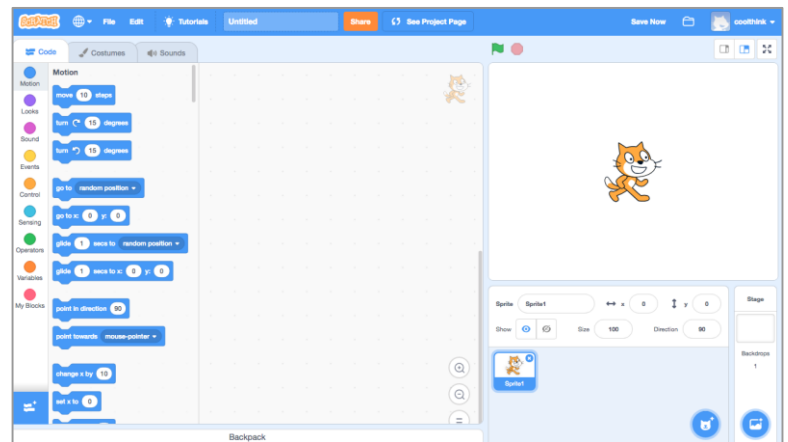 SCRATCH File Edit Tutorials Untitled Share See Project Page Save Now coolthink
Code Costumes Sounds
Motion
Looks
Sound
Events
Control
Sensing
Operators
Variables
My Blocks
Motion
move 10 steps
turn 15 degrees
turn 15 degrees
go to random position
go to x: 0 y: 0
glide 1 secs to random position
glide 1 secs to x: 0 y: 0
point in direction 90
point towards mouse-pointer
change x by 10
set x to 0
Backpack
Sprite Sprite1 x 0 y 0
Show Size 100 Direction 90
Sprite1
Stage
Backdrops
1